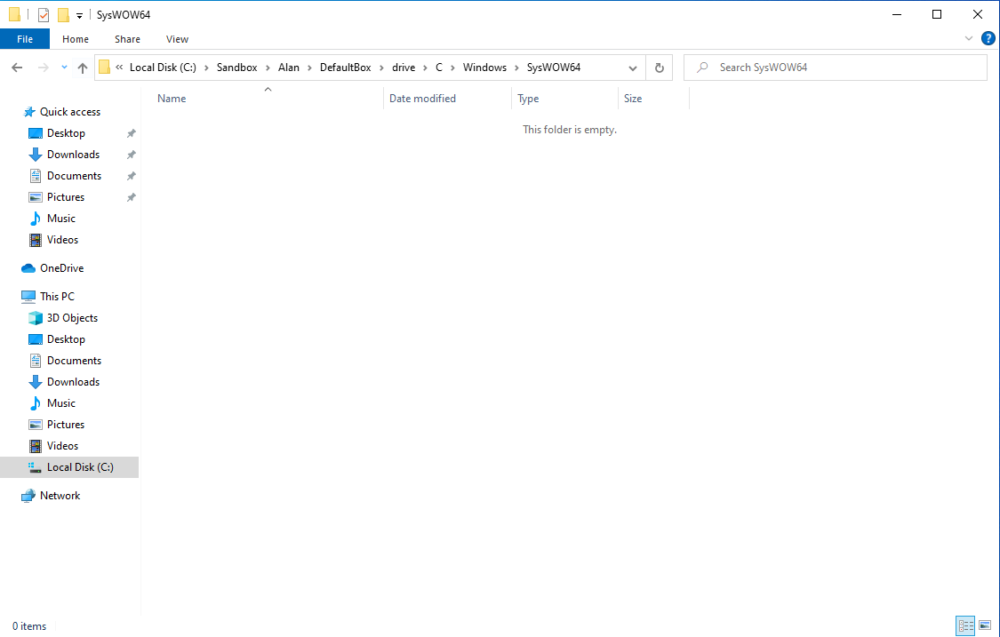 SysWOW64
File Home Share View ?
« Local Disk (C:) › Sandbox › Alan › DefaultBox › drive › C › Windows › SysWOW64
Search SysWOW64
Name Date modified Type Size
This folder is empty.
Quick access
Desktop
Downloads
Documents
Pictures
Music
Videos
OneDrive
This PC
3D Objects
Desktop
Documents
Downloads
Music
Pictures
Videos
Local Disk (C:)
Network
0 items